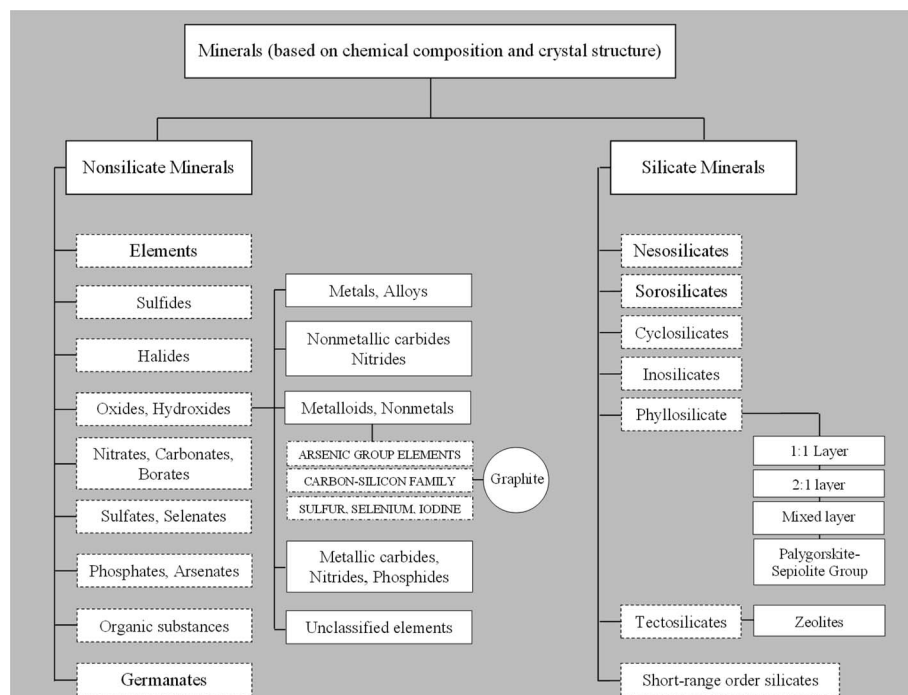 Minerals (based on chemical composition and crystal structure)
Nonsilicate Minerals
Elements
Sulfides
Halides
Oxides, Hydroxides
Nitrates, Carbonates,
Borates
Sulfates, Selenates
Phosphates, Arsenates
Organic substances
Germanates
Metals, Alloys
Nonmetallic carbides
Nitrides
Metalloids, Nonmetals
ARSENIC GROUP ELEMENTS
CARBON-SILICON FAMILY
SULFUR, SELENIUM, IODINE
Graphite
Metallic carbides,
Nitrides, Phosphides
Unclassified elements
Silicate Minerals
Nesosilicates
Sorosilicates
Cyclosilicates
Inosilicates
Phyllosilicate
1:1 Layer
2:1 layer
Mixed layer
Palygorskite-
Sepiolite Group
Tectosilicates
Zeolites
Short-range order silicates